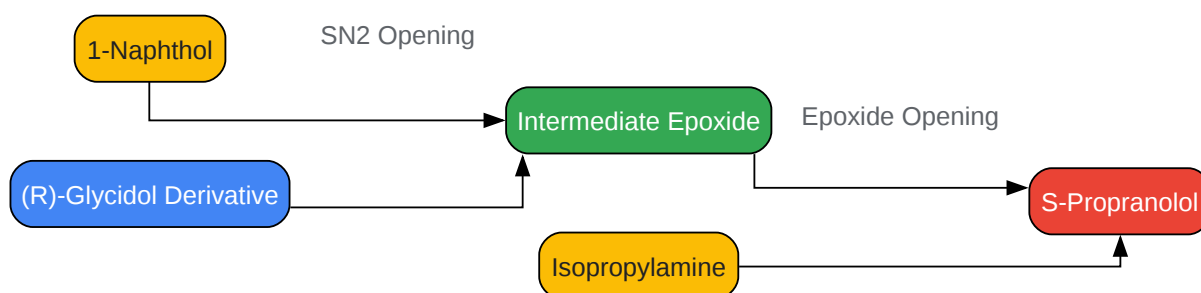 SN2 Opening
1-Naphthol
Intermediate Epoxide
Epoxide Opening
(R)-Glycidol Derivative
S-Propranolol
Isopropylamine